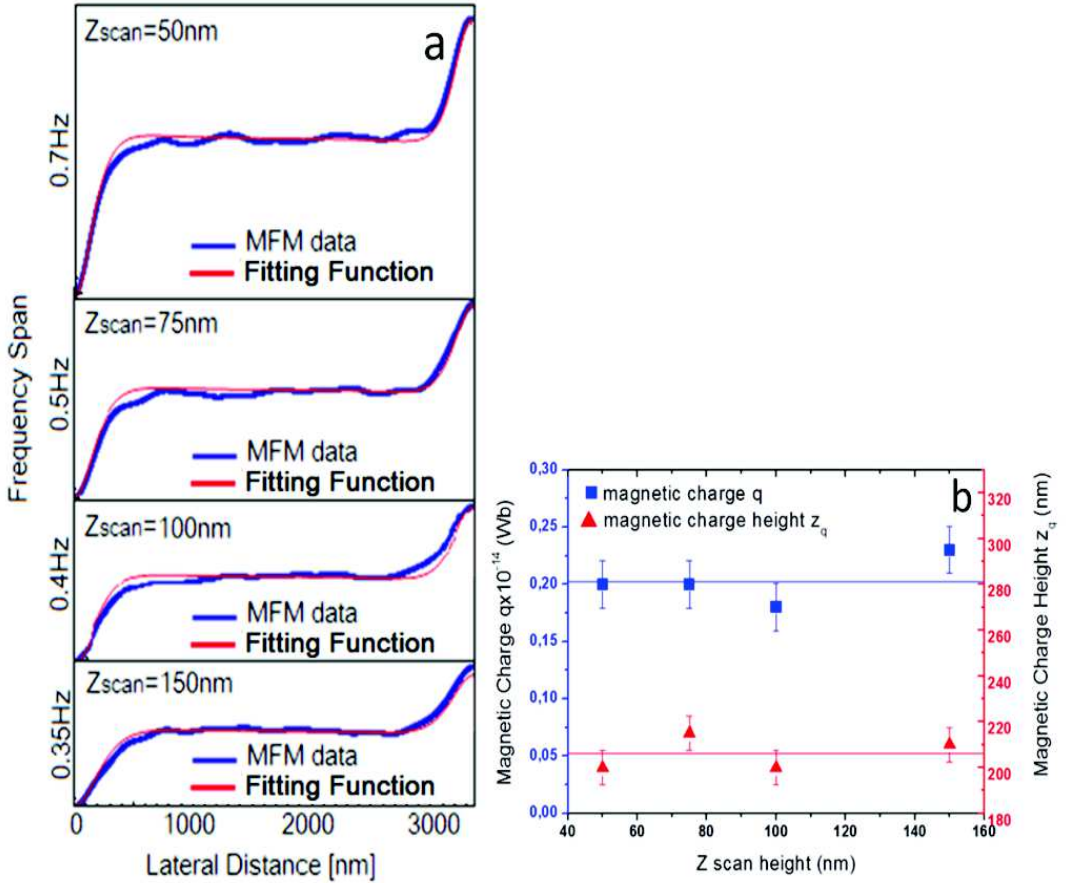 Zscan=50nm
a
0.7Hz
MFM data
Fitting Function
Zscan=75nm
0.5Hz
MFM data
Fitting Function
Zscan=100nm
0.4Hz
MFM data
Fitting Function
Zscan=150nm
0.35Hz
MFM data
Fitting Function
Frequency Span
0 1000 2000 3000
Lateral Distance [nm]
b
magnetic charge q
magnetic charge height zq
Magnetic Charge qx10⁻¹⁴ (Wb)
0,30
0,25
0,20
0,15
0,10
0,05
0,00
40 60 80 100 120 140 160
Z scan height (nm)
320
300
280
260
240
220
200
180
Magnetic Charge Height zq (nm)